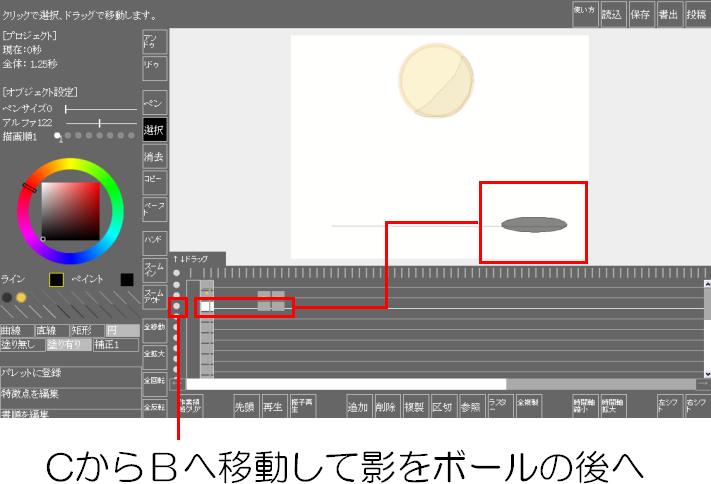 クリックで選択、ドラッグで移動します。
使い方
読込
保存
書出
投稿
[プロジェクト]
現在:0秒
全体: 1.25秒
アンドゥ
リドゥ
[オブジェクト設定]
ペンサイズ0
アルファ122
描画順1
1
ペン
選択
消去
コピー
ペースト
ハンド
ズームイン
ズームアウト
全移動
全拡大
全回転
全反転
↑↓ドラッグ
ライン
ペイント
曲線
直線
矩形
円
塗り無し
塗り有り
補正1
パレットに登録
特徴点を編集
書順を編集
先頭
再生
追加
削除
複製
区切
参照
ラスター
全複製
時間軸縮小
時間軸拡大
左シフト
右シフト
CからBへ移動して影をボールの後へ